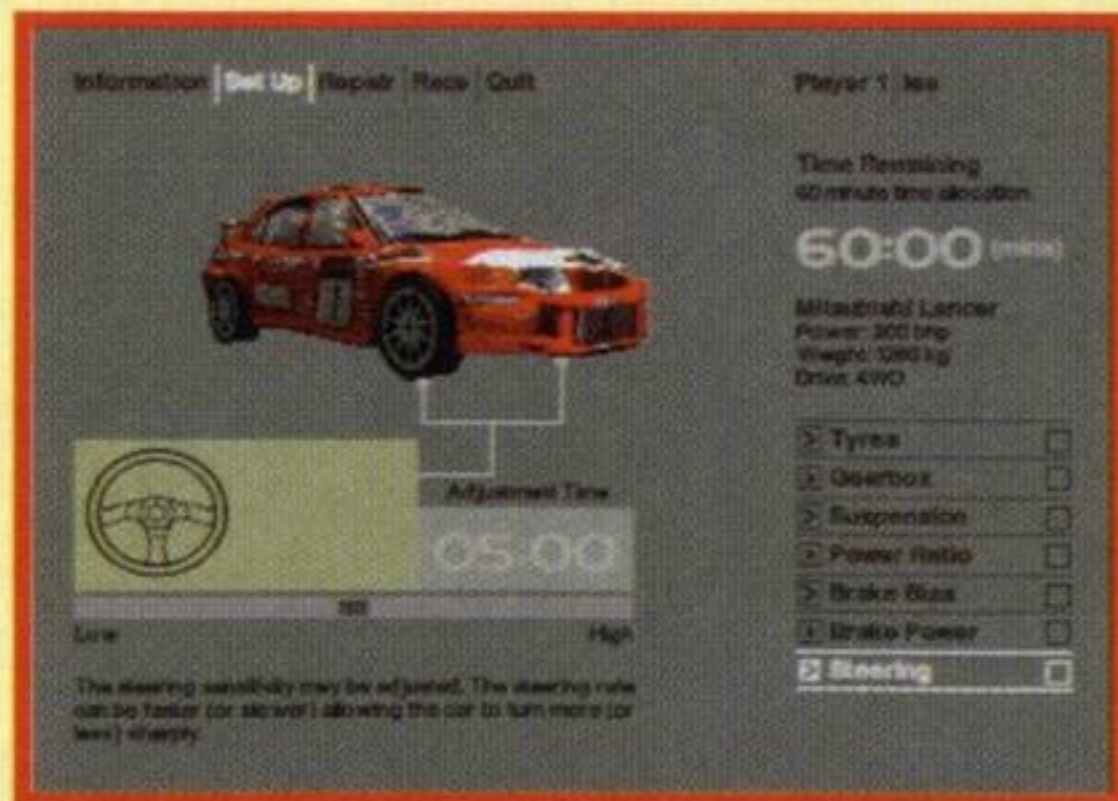 Information | Set Up | Repair | Race | Quit
Player 1 | lee
Time Remaining
60 minute time allocation
60:00 (mins)
Mitsubishi Lancer
Power: 300 bhp
Weight: kg
Drive: 4WD
> Tyres
> Gearbox
> Suspension
> Power Ratio
> Brake Bias
> Brake Power
> Steering
Adjustment Time
05:00
Low High
The steering sensitivity may be adjusted. The steering rate
can be faster (or slower) allowing the car to turn more (or
less) sharply.